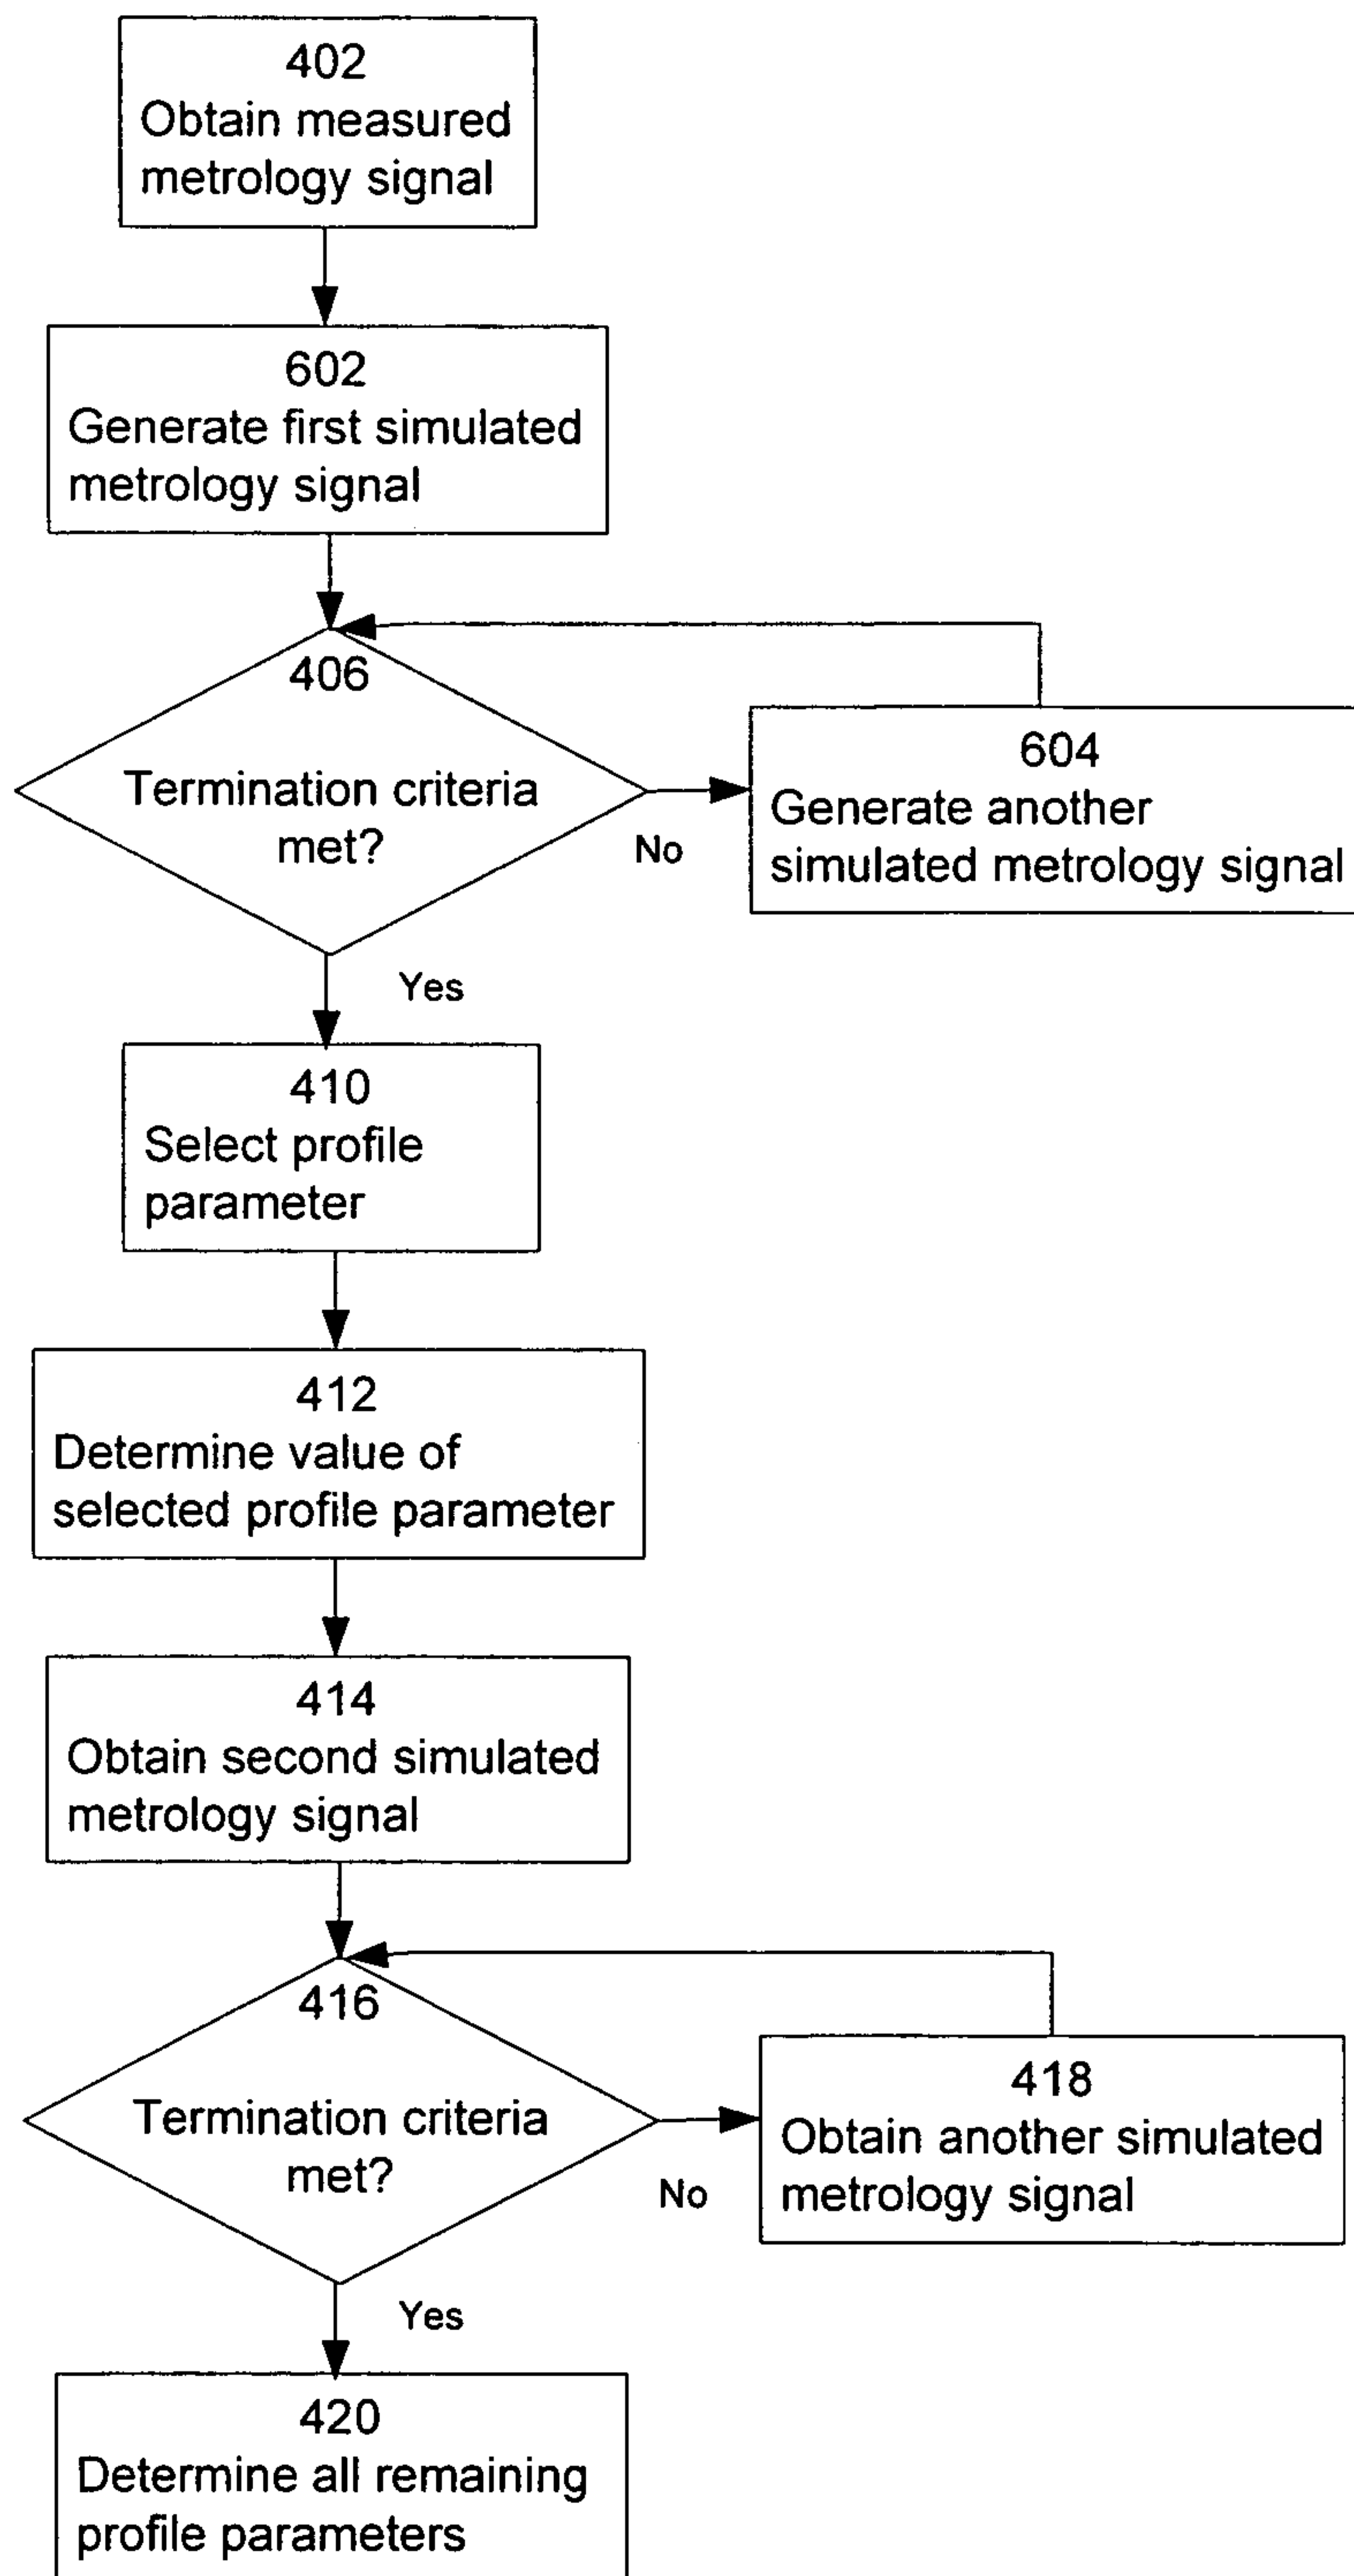 402
Obtain measured
metrology signal
602
Generate first simulated
metrology signal
406
Termination criteria
met?
No
604
Generate another
simulated metrology signal
Yes
410
Select profile
parameter
412
Determine value of
selected profile parameter
414
Obtain second simulated
metrology signal
416
Termination criteria
met?
No
418
Obtain another simulated
metrology signal
Yes
420
Determine all remaining
profile parameters